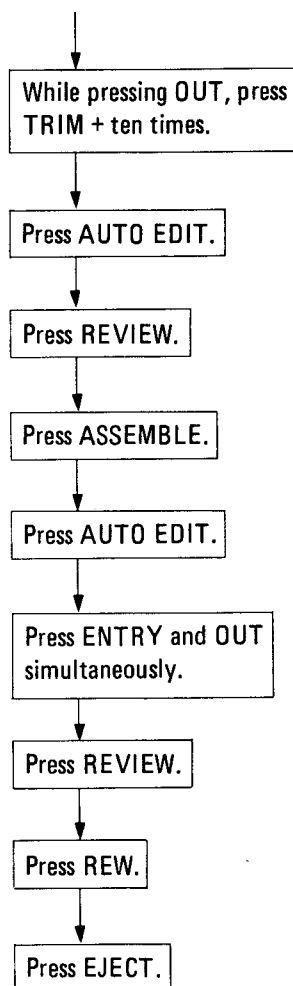 While pressing OUT, press
TRIM + ten times.
Press AUTO EDIT.
Press REVIEW.
Press ASSEMBLE.
Press AUTO EDIT.
Press ENTRY and OUT
simultaneously.
Press REVIEW.
Press REW.
Press EJECT.